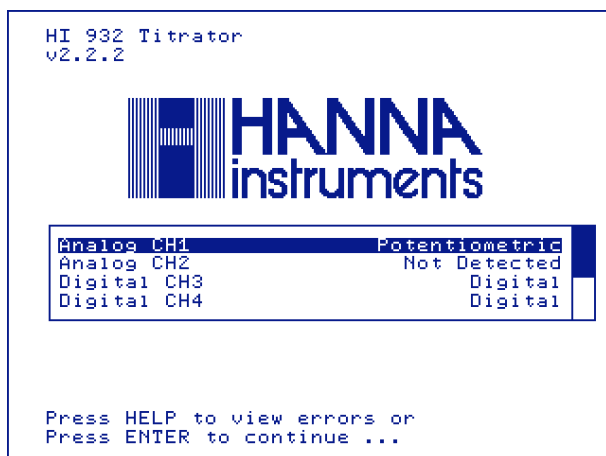 HI 932 Titrator
v2.2.2
HANNA
instruments
Analog CH1 Potentiometric
Analog CH2 Not Detected
Digital CH3 Digital
Digital CH4 Digital
Press HELP to view errors or
Press ENTER to continue ...